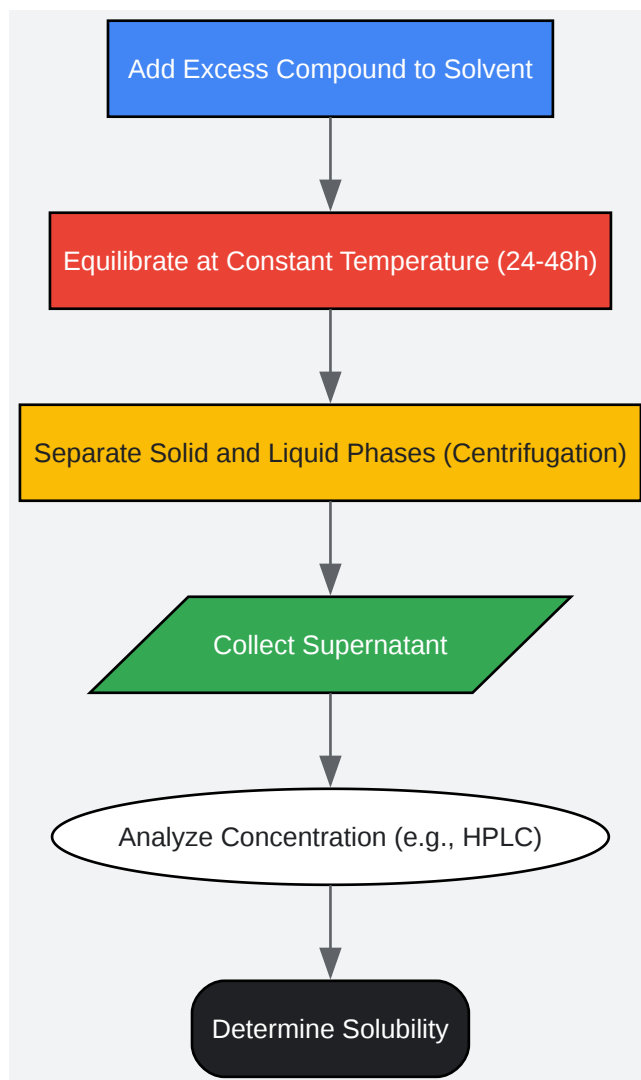 Add Excess Compound to Solvent
Equilibrate at Constant Temperature (24-48h)
Separate Solid and Liquid Phases (Centrifugation)
Collect Supernatant
Analyze Concentration (e.g., HPLC)
Determine Solubility